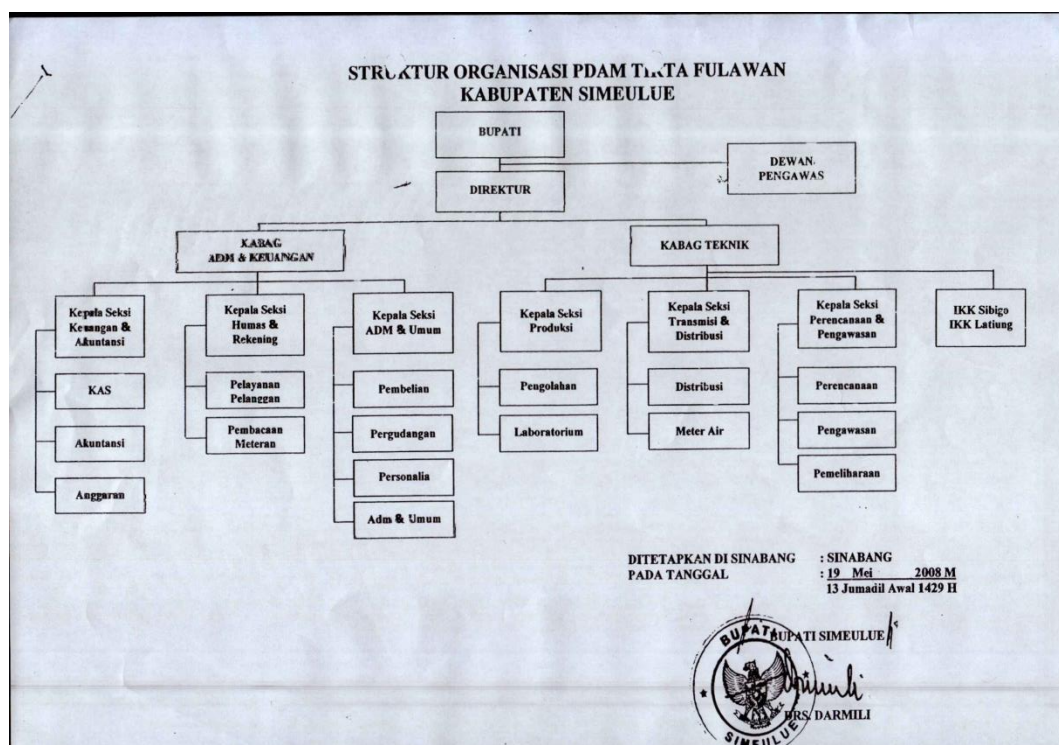 STRUKTUR ORGANISASI PDAM TIRTA FULAWAN
KABUPATEN SIMEULUE
BUPATI
DEWAN
PENGAWAS
DIREKTUR
KABAG
ADM & KEUANGAN
KABAG TEKNIK
Kepala Seksi
Keuangan &
Akuntansi
Kepala Seksi
Humas &
Rekening
Kepala Seksi
ADM & Umum
Kepala Seksi
Produksi
Kepala Seksi
Transmisi &
Distribusi
Kepala Seksi
Perencanaan &
Pengawasan
IKK Sibigo
IKK Latiung
KAS
Akuntansi
Anggaran
Pelayanan
Pelanggan
Pembacaan
Meteran
Pembelian
Pergudangan
Personalia
Adm & Umum
Pengolahan
Laboratorium
Distribusi
Meter Air
Perencanaan
Pengawasan
Pemeliharaan
DITETAPKAN DI SINABANG : SINABANG
PADA TANGGAL : 19 Mei 2008 M
13 Jumadil Awal 1429 H
BUPATI SIMEULUE
BUPATI
DRS. DARMILI
SIMEULUE